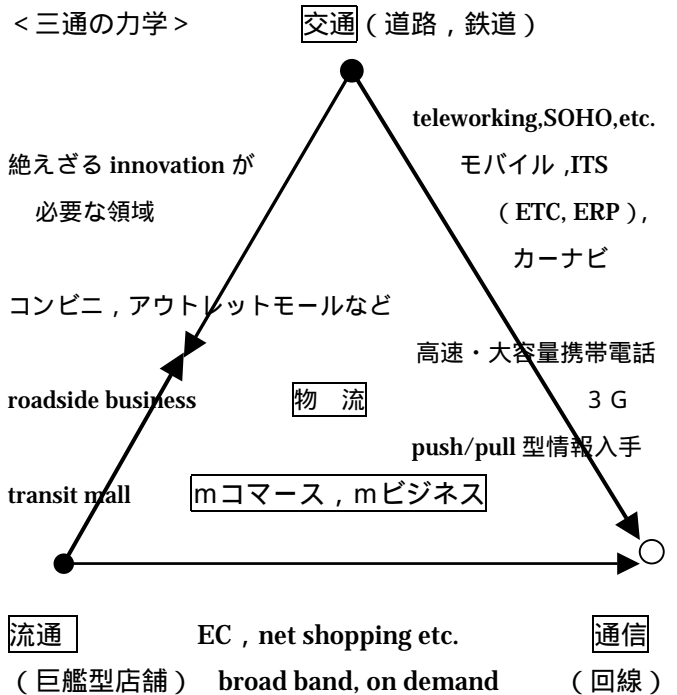 ＜三通の力学＞ 交通（道路，鉄道）
teleworking,SOHO,etc.
絶えざる innovation が モバイル ,ITS
必要な領域 （ETC, ERP），
カーナビ
コンビニ，アウトレットモールなど
高速・大容量携帯電話
roadside business 物 流 ３Ｇ
push/pull 型情報入手
transit mall ｍコマース，ｍビジネス
流通 EC，net shopping etc. 通信
（巨艦型店舗） broad band, on demand （回線）